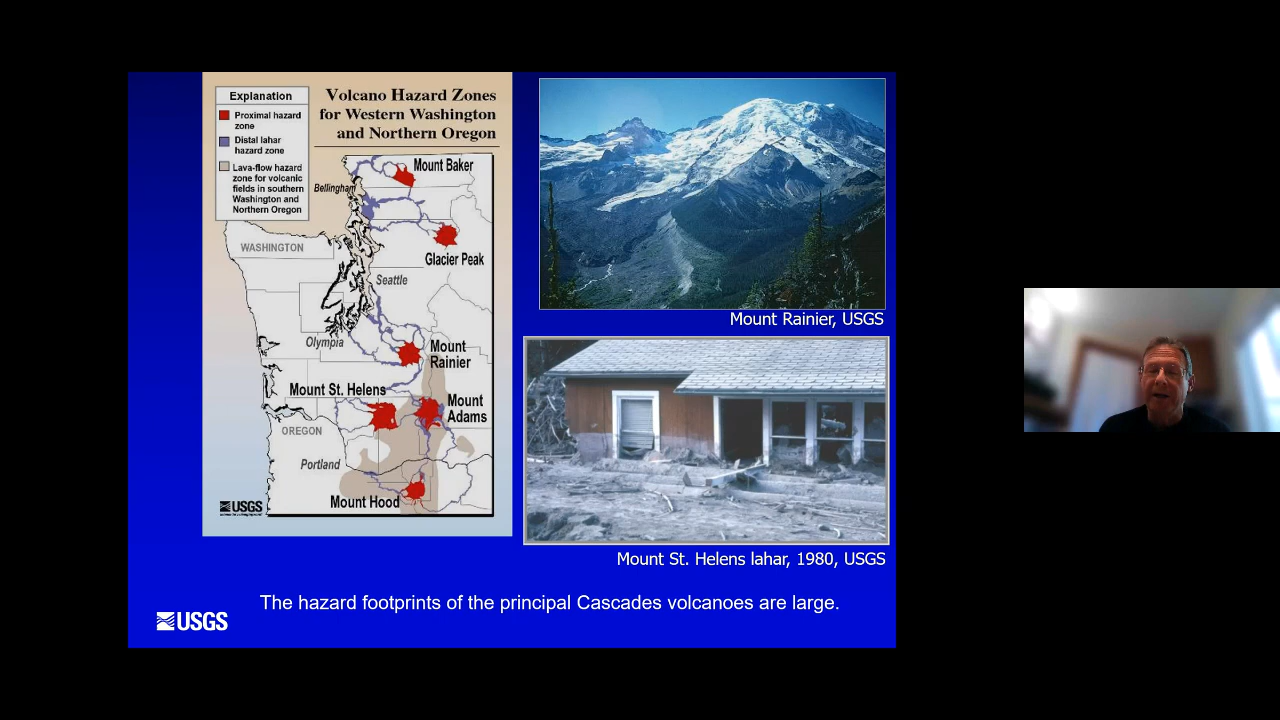 Explanation
Proximal hazard
zone
Distal lahar
hazard zone
Lava-flow hazard
zone for volcanic
fields in southern
Washington and
Northern Oregon
Volcano Hazard Zones
for Western Washington
and Northern Oregon
Mount Baker
Bellingham
WASHINGTON
Glacier Peak
Seattle
Olympia
Mount
Rainier
Mount St. Helens
Mount
Adams
OREGON
Portland
Mount Hood
USGS
Mount Rainier, USGS
Mount St. Helens lahar, 1980, USGS
The hazard footprints of the principal Cascades volcanoes are large.
USGS